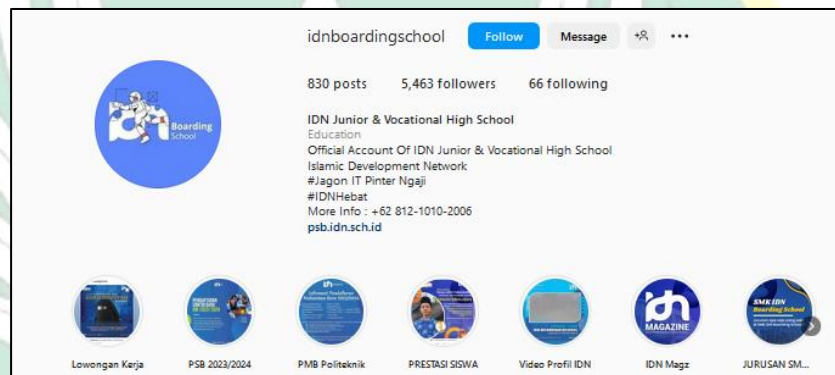 idnboardingschool Follow Message
830 posts 5,463 followers 66 following
IDN Junior & Vocational High School
Education
Official Account Of IDN Junior & Vocational High School
Islamic Development Network
#Jagon IT Pinter Ngaji
#IDNHebat
More Info : +62 812-1010-2006
psb.idn.sch.id
idn Boarding
School
MAGAZINE
SMK IDN
Boarding School
Lowongan Kerja PSB 2023/2024 PMB Politeknik PRESTASI SISWA Video Profil IDN IDN Magz JURUSAN SM...